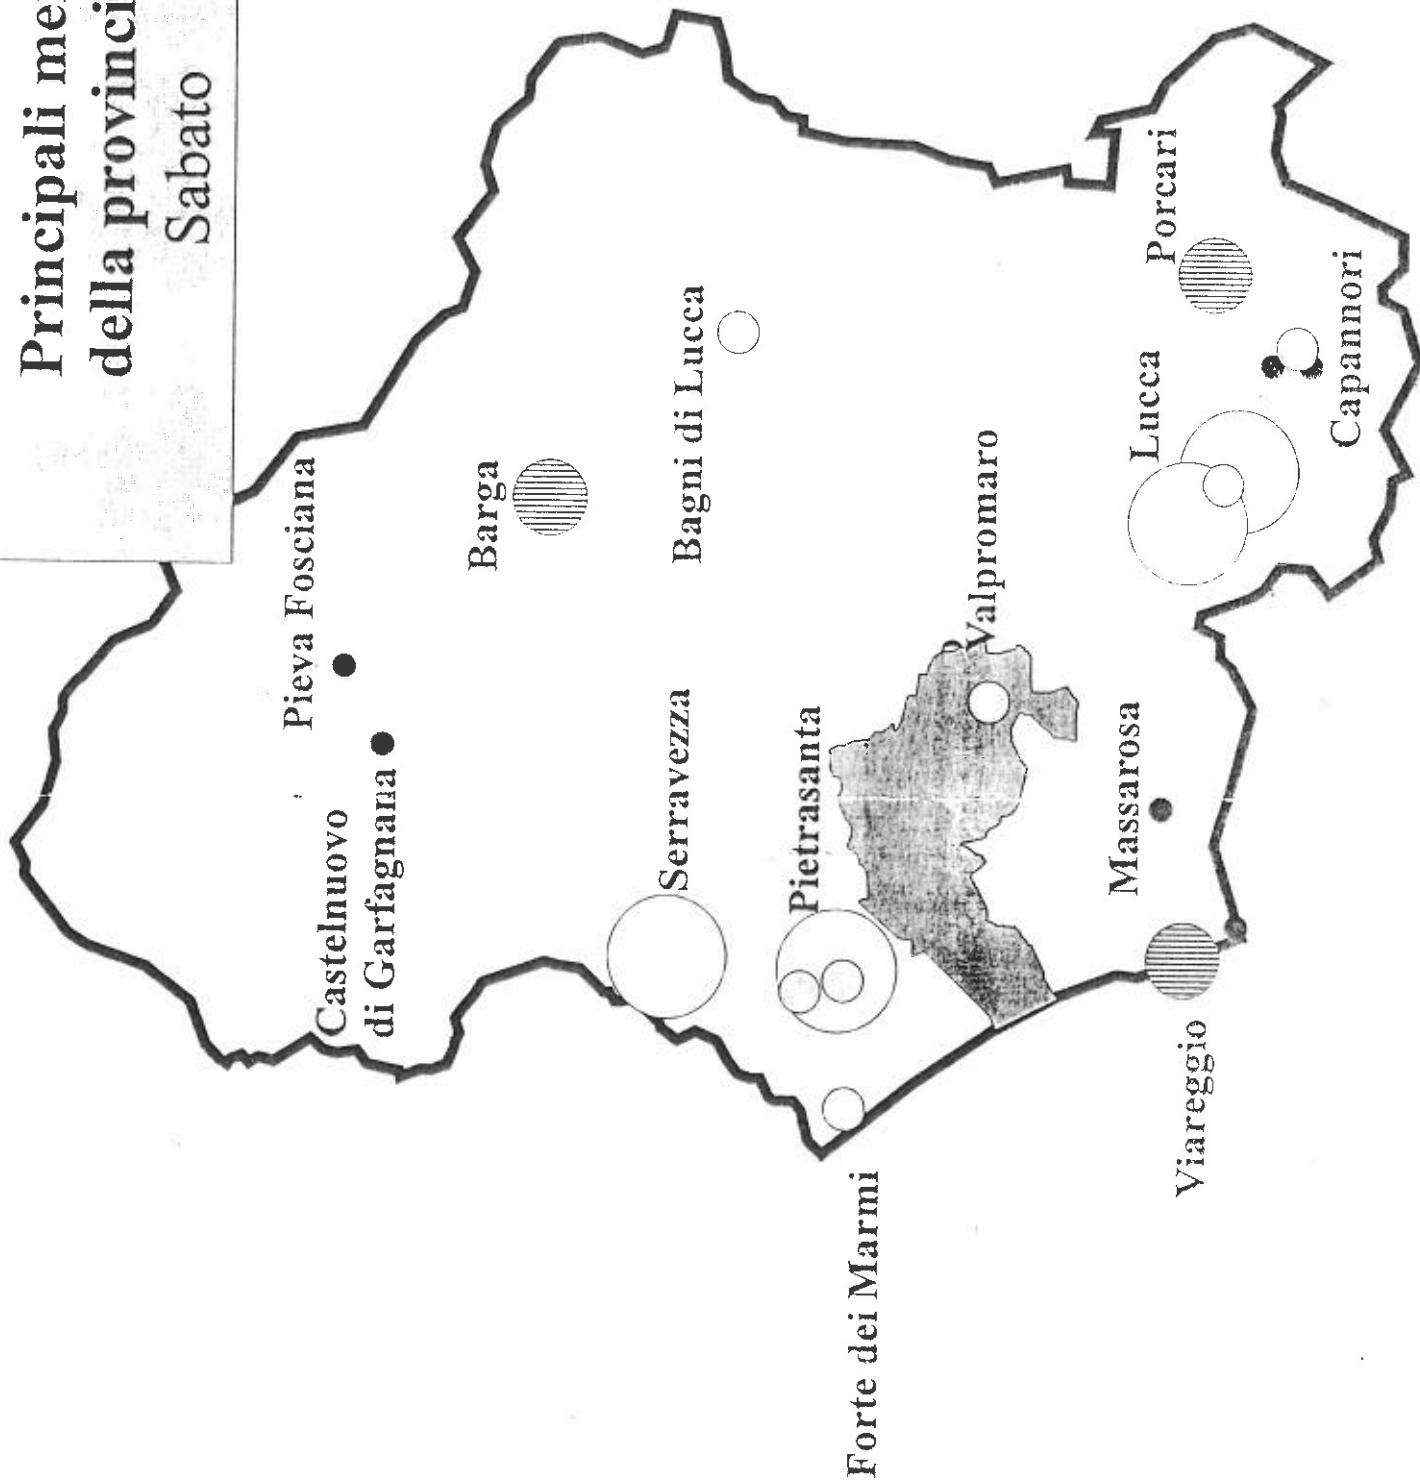 Principali me
della provinci
Sabato
Pieva Fosciana
Castelnuovo
di Garfagnana
Barga
Bagni di Lucca
Serravezza
Pietrasanta
Valpromaro
Forte dei Marmi
Massarosa
Viareggio
Lucca
Porcari
Capannori